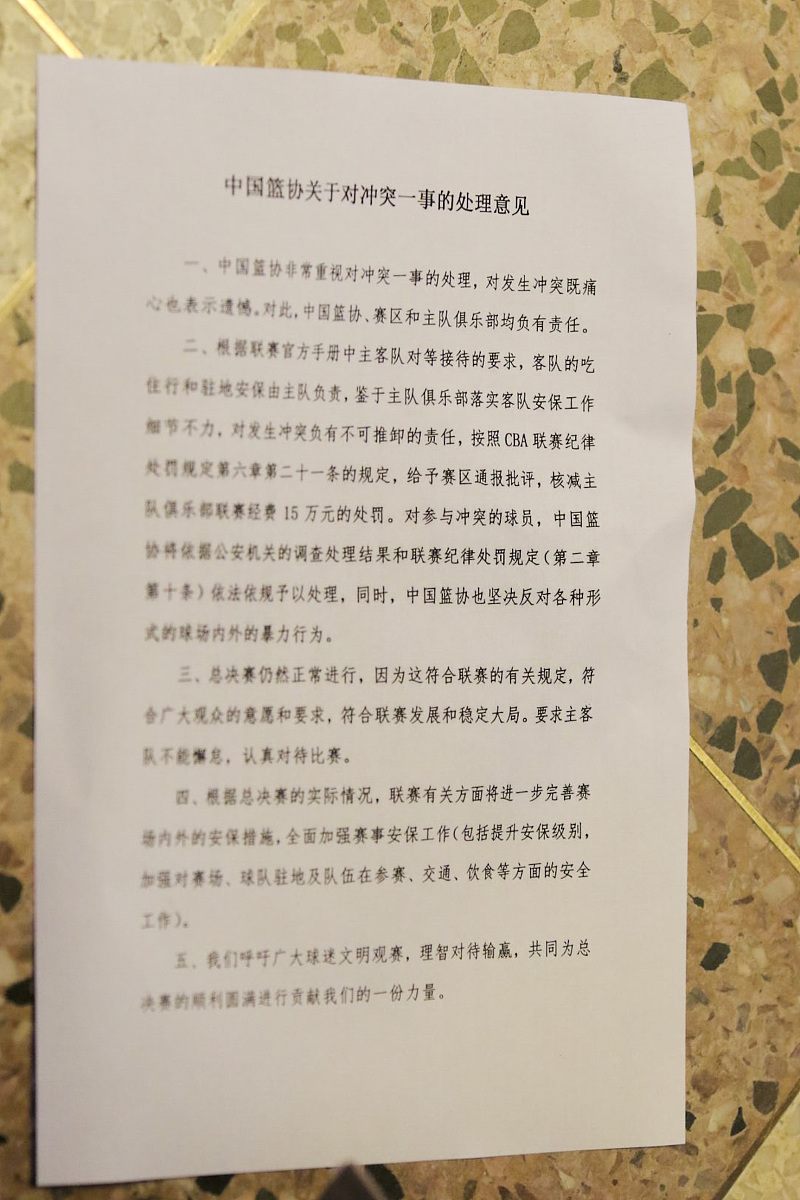 中国篮协关于对冲突一事的处理意见
一、中国篮协非常重视对冲突一事的处理，对发生冲突既痛
心也表示遗憾。对此，中国篮协、赛区和主队俱乐部均负有责任。
二、根据联赛官方手册中主客队对等接待的要求，客队的吃
住行和驻地安保由主队负责，鉴于主队俱乐部落实客队安保工作
细节不力，对发生冲突负有不可推卸的责任，按照 CBA 联赛纪律
处罚规定第六章第二十一条的规定，给予赛区通报批评，核减主
队俱乐部联赛经费 15 万元的处罚。对参与冲突的球员，中国篮
协将依据公安机关的调查处理结果和联赛纪律处罚规定（第二章
第十条）依法依规予以处理，同时，中国篮协也坚决反对各种形
式的球场内外的暴力行为。
三、总决赛仍然正常进行，因为这符合联赛的有关规定，符
合广大观众的意愿和要求，符合联赛发展和稳定大局。要求主客
队不能懈怠，认真对待比赛。
四、根据总决赛的实际情况，联赛有关方面将进一步完善赛
场内外的安保措施，全面加强赛事安保工作（包括提升安保级别，
加强对赛场、球队驻地及队伍在参赛、交通、饮食等方面的安全
工作）。
五、我们呼吁广大球迷文明观赛，理智对待输赢，共同为总
决赛的顺利圆满进行贡献我们的一份力量。